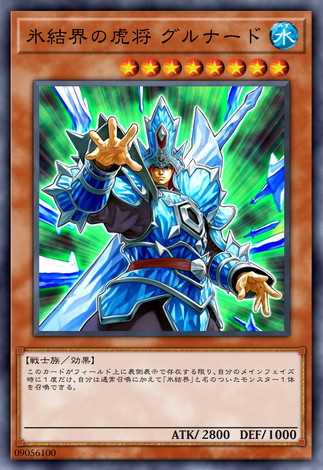 氷結界の虎将 グルナード
水
【戦士族／効果】
このカードがフィールド上に表側表示で存在する限り、自分のメインフェイズ
時に１度だけ、自分は通常召喚に加えて「氷結界」と名のついたモンスター１体
を召喚できる。
ATK/ 2800 DEF/1000
09056100